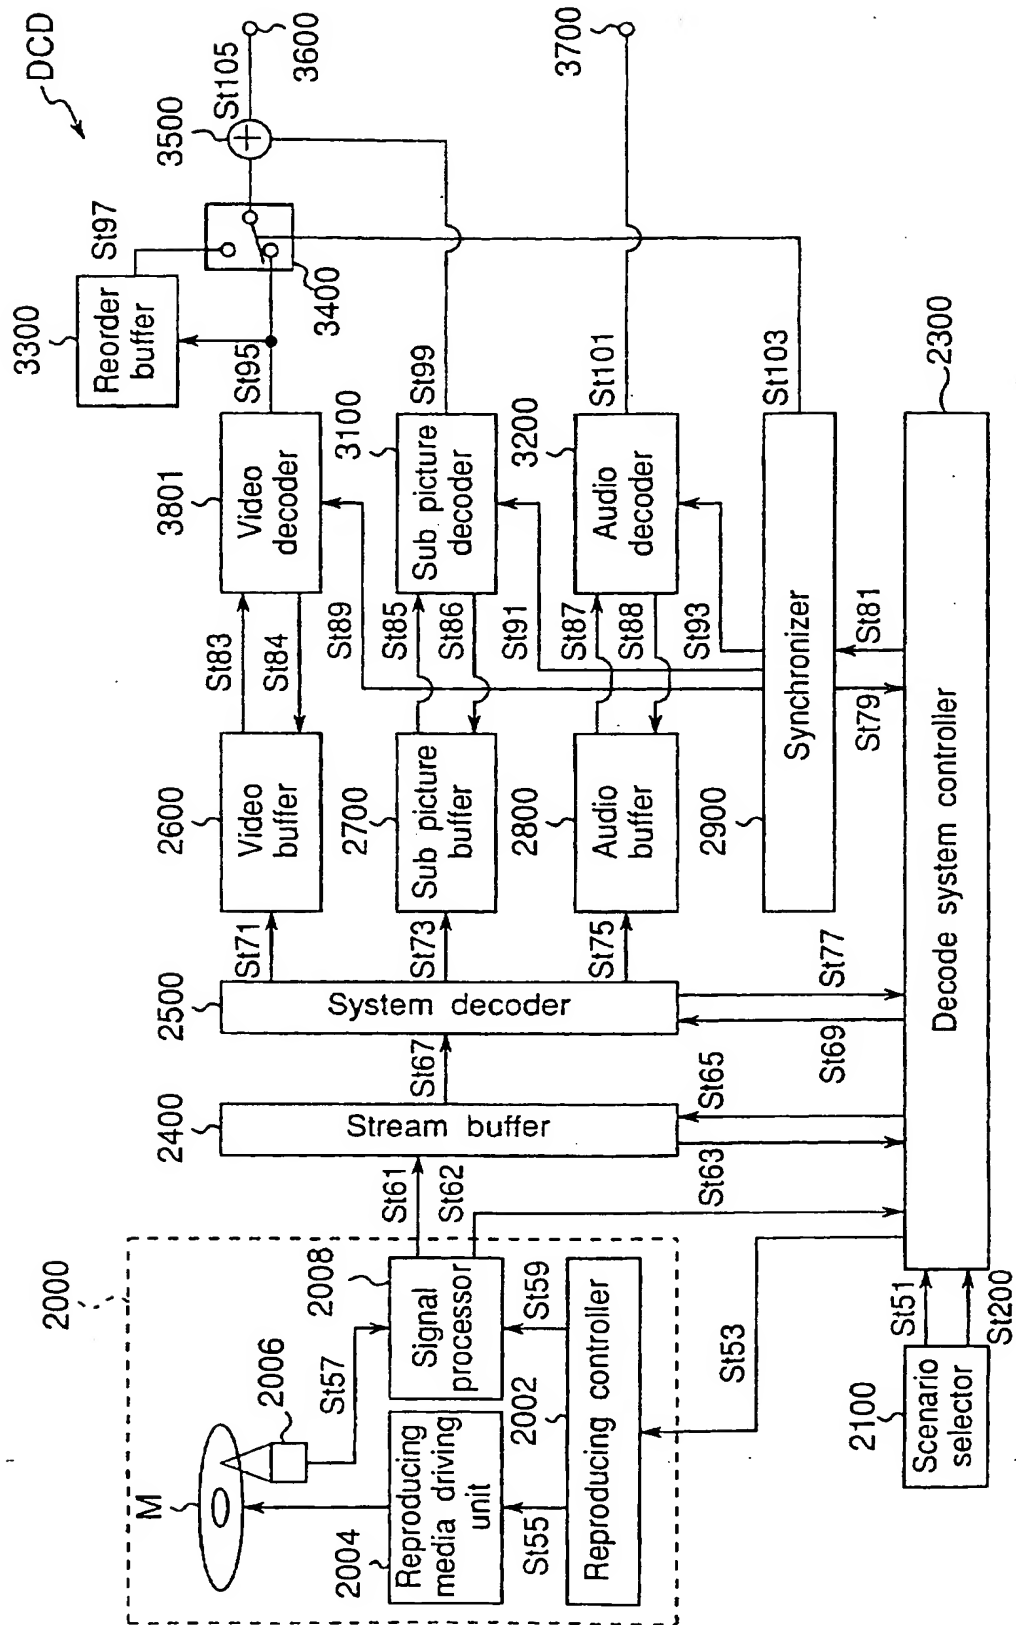 DCD
3300
Reorder
buffer
St97
3500
St105
3600
3700
3400
3801
Video
decoder
St95
3100
Sub picture
decoder
St99
3200
Audio
decoder
St101
St103
2300
St83
St84
St89
St85
St86
St91
St87
St88
St93
St81
St79
2600
Video
buffer
2700
Sub picture
buffer
2800
Audio
buffer
2900
Synchronizer
Decode system controller
St71
St73
St75
2500
System decoder
St77
St69
St67
2400
Stream buffer
St65
St63
St61
St62
2000
2008
Signal
processor
St59
2006
St57
2002
Reproducing controller
St53
M
2004
Reproducing
media driving
unit
St55
2100
Scenario
selector
St51
St200